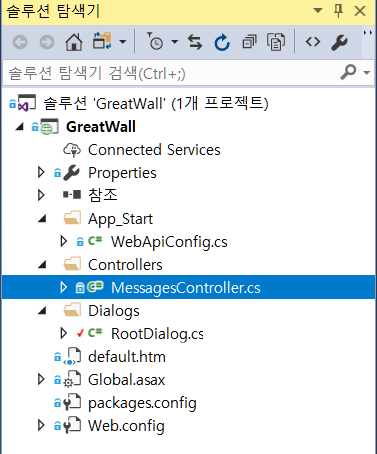 솔루션 탐색기
솔루션 탐색기 검색(Ctrl+;)
솔루션 'GreatWall' (1개 프로젝트)
GreatWall
Connected Services
Properties
참조
App_Start
WebApiConfig.cs
Controllers
MessagesController.cs
Dialogs
RootDialog.cs
default.htm
Global.asax
packages.config
Web.config